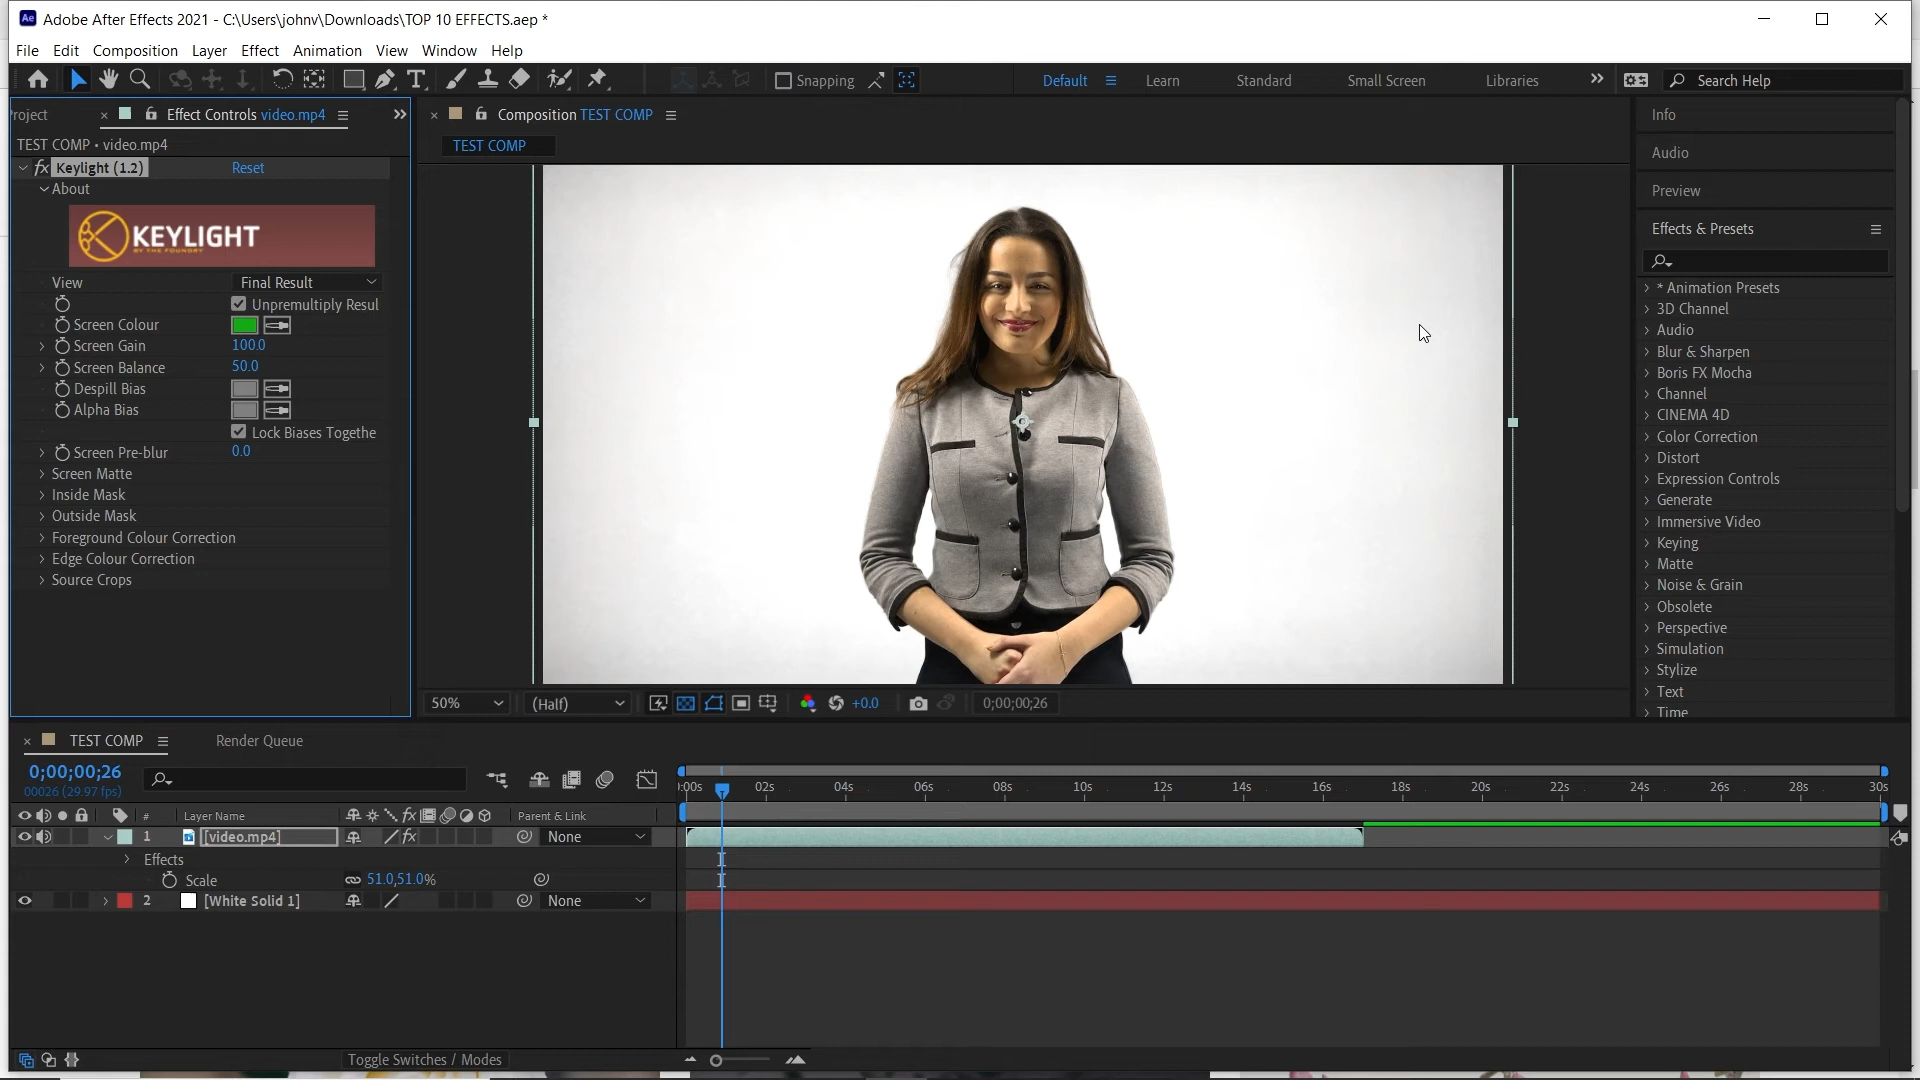 Adobe After Effects 2021 - C:\Users\johnv\Downloads\TOP 10 EFFECTS.aep *
File Edit Composition Layer Effect Animation View Window Help
Snapping Default Learn Standard Small Screen Libraries Search Help
roject Effect Controls video.mp4
TEST COMP • video.mp4
fx Keylight (1.2) Reset
About
KEYLIGHT
BY THE FOUNDRY
View Final Result
Unpremultiply Resul
Screen Colour
Screen Gain 100.0
Screen Balance 50.0
Despill Bias
Alpha Bias
Lock Biases Togethe
Screen Pre-blur 0.0
Screen Matte
Inside Mask
Outside Mask
Foreground Colour Correction
Edge Colour Correction
Source Crops
Composition TEST COMP
TEST COMP
50% (Half) +0.0 0;00;00;26
Info
Audio
Preview
Effects & Presets
* Animation Presets
3D Channel
Audio
Blur & Sharpen
Boris FX Mocha
Channel
CINEMA 4D
Color Correction
Distort
Expression Controls
Generate
Immersive Video
Keying
Matte
Noise & Grain
Obsolete
Perspective
Simulation
Stylize
Text
Time
TEST COMP Render Queue
0;00;00;26
00026 (29.97 fps)
:00s 02s 04s 06s 08s 10s 12s 14s 16s 18s 20s 22s 24s 26s 28s 30s
# Layer Name fx Parent & Link
1 [video.mp4] fx None
Effects
Scale 51.0,51.0%
2 [White Solid 1] None
Toggle Switches / Modes